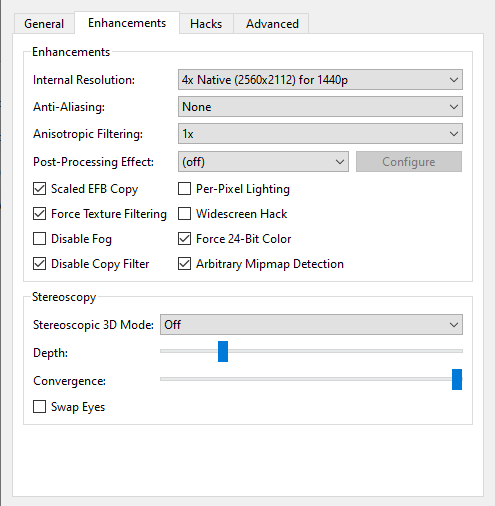 General Enhancements Hacks Advanced
Enhancements
Internal Resolution: 4x Native (2560x2112) for 1440p
Anti-Aliasing: None
Anisotropic Filtering: 1x
Post-Processing Effect: (off) Configure
Scaled EFB Copy Per-Pixel Lighting
Force Texture Filtering Widescreen Hack
Disable Fog Force 24-Bit Color
Disable Copy Filter Arbitrary Mipmap Detection
Stereoscopy
Stereoscopic 3D Mode: Off
Depth:
Convergence:
Swap Eyes